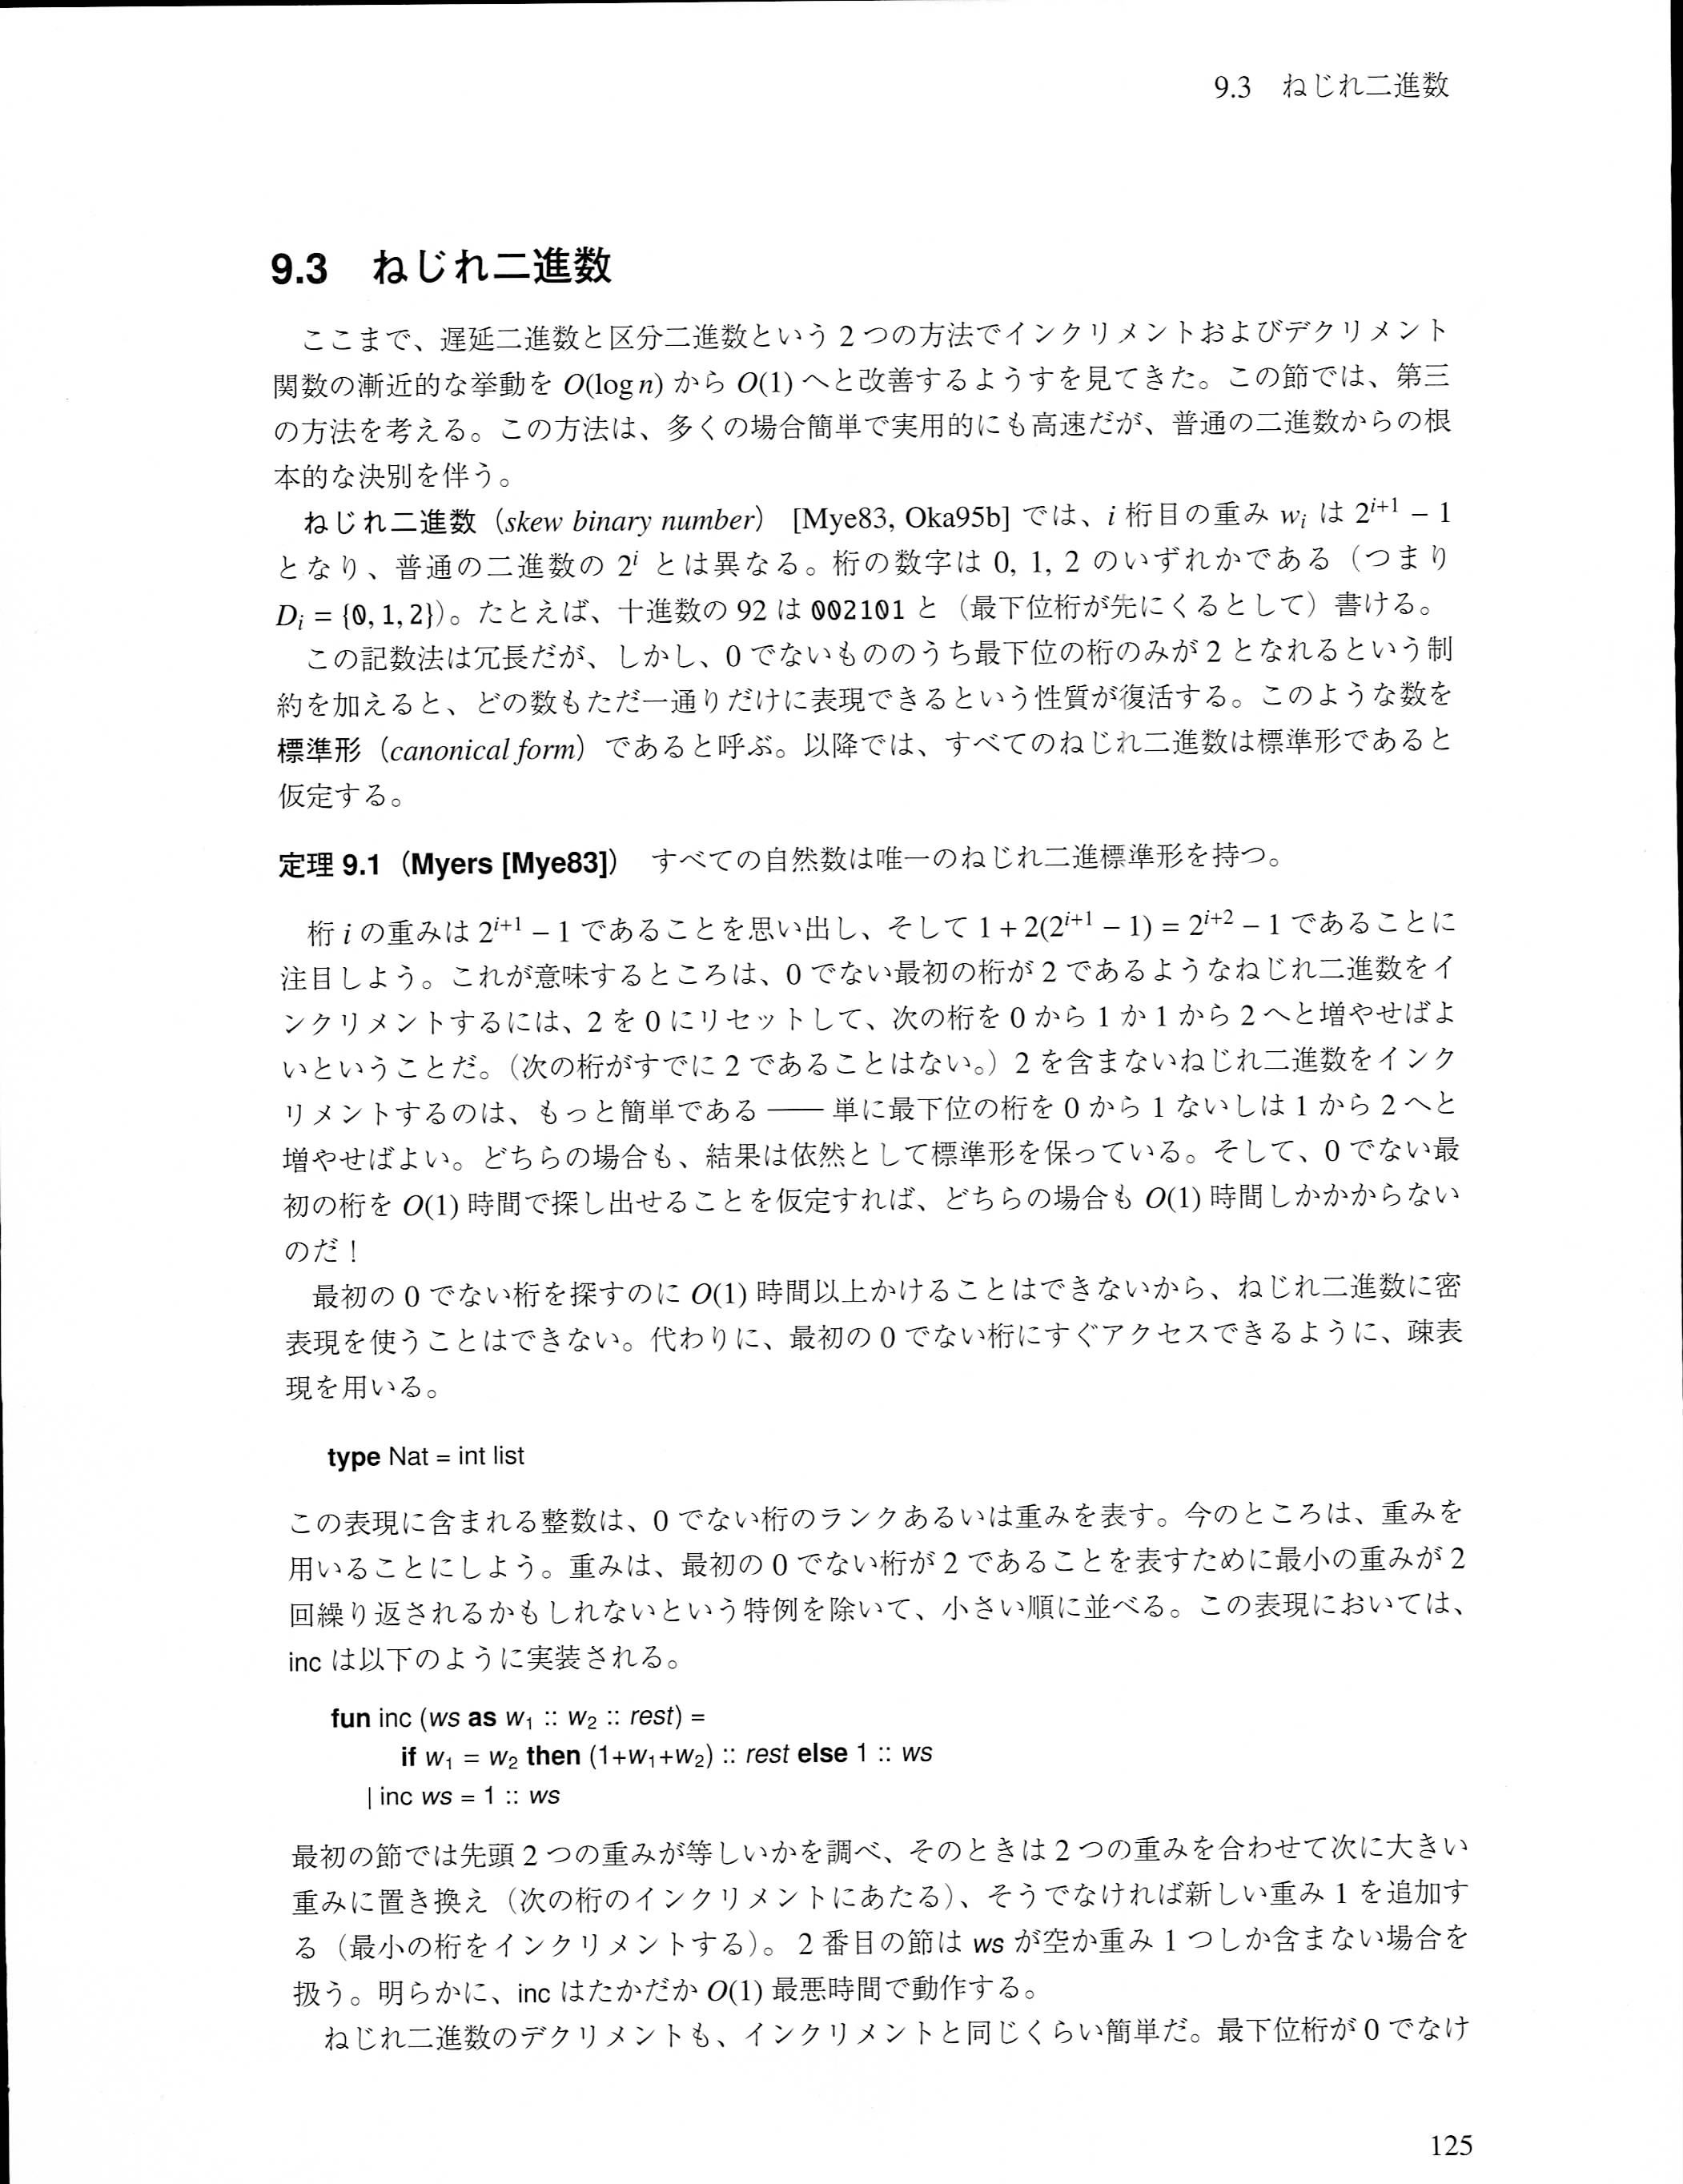 9.3 ねじれ二進数
9.3 ねじれ二進数
ここまで、遅延二進数と区分二進数という 2 つの方法でインクリメントおよびデクリメント
関数の漸近的な挙動を O(log n) から O(1) へと改善するようすを見てきた。この節では、第三
の方法を考える。この方法は、多くの場合簡単で実用的にも高速だが、普通の二進数からの根
本的な決別を伴う。
ねじれ二進数（skew binary number） [Mye83, Oka95b] では、i 桁目の重み wᵢ は 2ⁱ⁺¹ – 1
となり、普通の二進数の 2ⁱ とは異なる。桁の数字は 0, 1, 2 のいずれかである（つまり
Dᵢ = {0, 1, 2}）。たとえば、十進数の 92 は 002101 と（最下位桁が先にくるとして）書ける。
この記数法は冗長だが、しかし、0 でないもののうち最下位の桁のみが 2 となれるという制
約を加えると、どの数もただ一通りだけに表現できるという性質が復活する。このような数を
標準形（canonical form）であると呼ぶ。以降では、すべてのねじれ二進数は標準形であると
仮定する。
定理 9.1（Myers [Mye83]） すべての自然数は唯一のねじれ二進標準形を持つ。
桁 i の重みは 2ⁱ⁺¹ – 1 であることを思い出し、そして 1 + 2(2ⁱ⁺¹ – 1) = 2ⁱ⁺² – 1 であることに
注目しよう。これが意味するところは、0 でない最初の桁が 2 であるようなねじれ二進数をイ
ンクリメントするには、2 を 0 にリセットして、次の桁を 0 から 1 か 1 から 2 へと増やせばよ
いということだ。（次の桁がすでに 2 であることはない。）2 を含まないねじれ二進数をインク
リメントするのは、もっと簡単である ── 単に最下位の桁を 0 から 1 ないしは 1 から 2 へと
増やせばよい。どちらの場合も、結果は依然として標準形を保っている。そして、0 でない最
初の桁を O(1) 時間で探し出せることを仮定すれば、どちらの場合も O(1) 時間しかかからない
のだ！
最初の 0 でない桁を探すのに O(1) 時間以上かけることはできないから、ねじれ二進数に密
表現を使うことはできない。代わりに、最初の 0 でない桁にすぐアクセスできるように、疎表
現を用いる。
type Nat = int list
この表現に含まれる整数は、0 でない桁のランクあるいは重みを表す。今のところは、重みを
用いることにしよう。重みは、最初の 0 でない桁が 2 であることを表すために最小の重みが 2
回繰り返されるかもしれないという特例を除いて、小さい順に並べる。この表現においては、
inc は以下のように実装される。
fun inc (ws as w₁ :: w₂ :: rest) =
if w₁ = w₂ then (1+w₁+w₂) :: rest else 1 :: ws
| inc ws = 1 :: ws
最初の節では先頭 2 つの重みが等しいかを調べ、そのときは 2 つの重みを合わせて次に大きい
重みに置き換え（次の桁のインクリメントにあたる）、そうでなければ新しい重み 1 を追加す
る（最小の桁をインクリメントする）。2 番目の節は ws が空か重み 1 つしか含まない場合を
扱う。明らかに、inc はたかだか O(1) 最悪時間で動作する。
ねじれ二進数のデクリメントも、インクリメントと同じくらい簡単だ。最下位桁が 0 でなけ
125